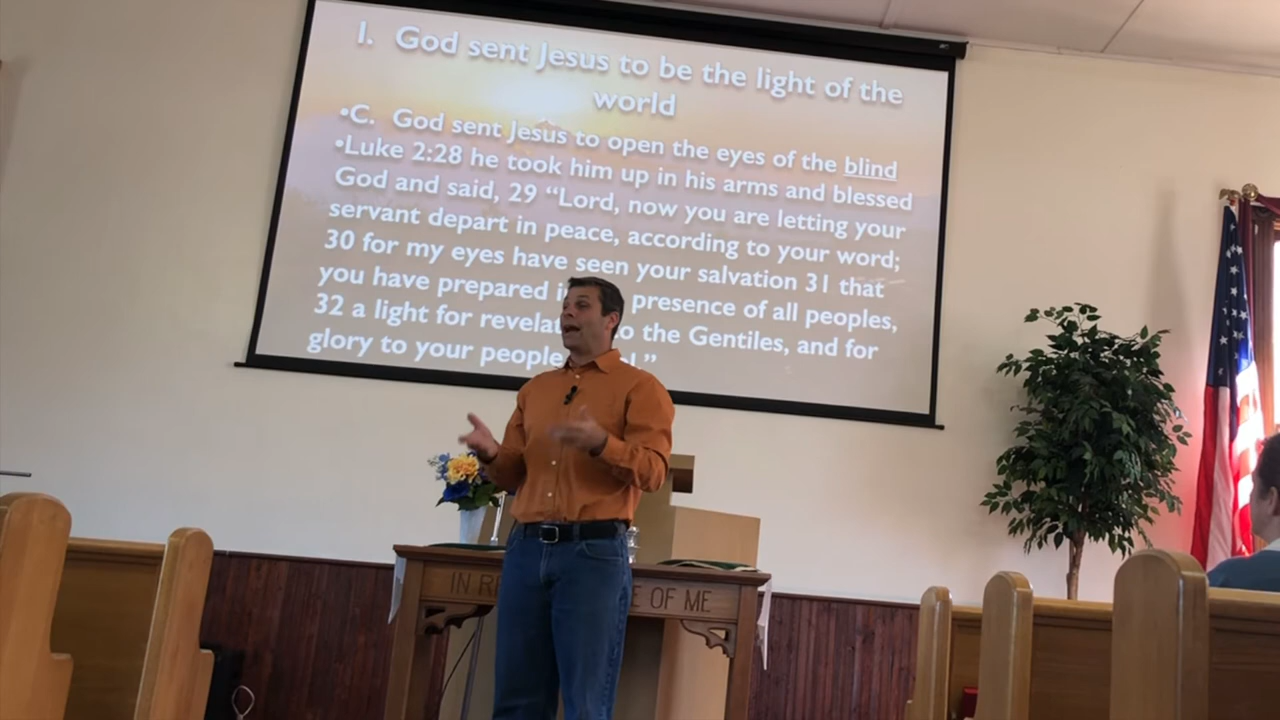 I. God sent Jesus to be the light of the
world
•C. God sent Jesus to open the eyes of the blind
•Luke 2:28 he took him up in his arms and blessed
God and said, 29 “Lord, now you are letting your
servant depart in peace, according to your word;
30 for my eyes have seen your salvation 31 that
you have prepared presence of all peoples,
32 a light for revelat o the Gentiles, and for
glory to your people !”
IN R E OF ME